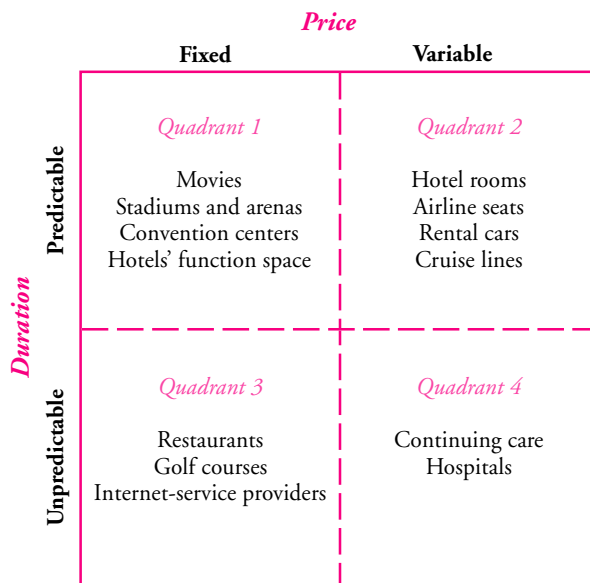 Price
Fixed
Variable
Duration
Predictable
Quadrant 1
Movies
Stadiums and arenas
Convention centers
Hotels’ function space
Quadrant 2
Hotel rooms
Airline seats
Rental cars
Cruise lines
Unpredictable
Quadrant 3
Restaurants
Golf courses
Internet-service providers
Quadrant 4
Continuing care
Hospitals